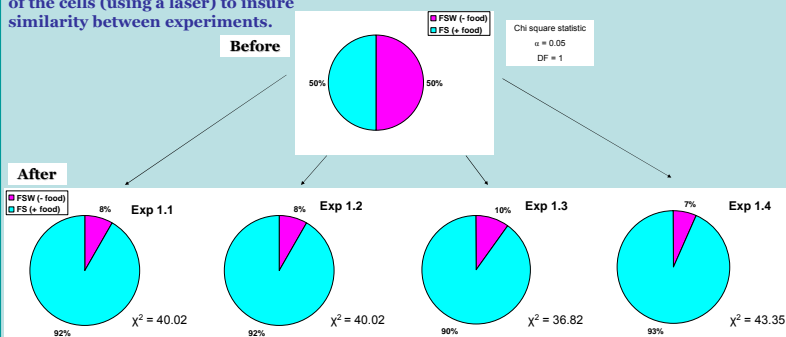 of the cells (using a laser) to insure
similarity between experiments.
Before
FSW (- food)
FS (+ food)
50%
50%
Chi square statistic
α = 0.05
DF = 1
After
FSW (- food)
FS (+ food)
8%
Exp 1.1
92%
χ² = 40.02
8%
Exp 1.2
92%
χ² = 40.02
10%
Exp 1.3
90%
χ² = 36.82
7%
Exp 1.4
93%
χ² = 43.35